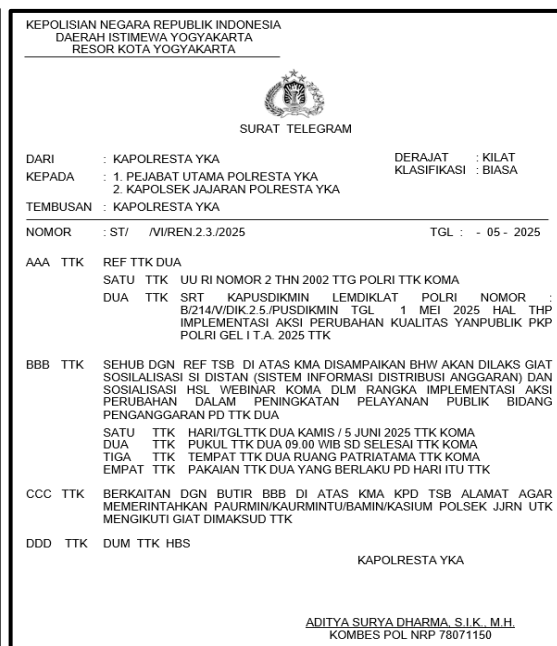 KEPOLISIAN NEGARA REPUBLIK INDONESIA
DAERAH ISTIMEWA YOGYAKARTA
RESOR KOTA YOGYAKARTA
SURAT TELEGRAM
DARI : KAPOLRESTA YKA DERAJAT : KILAT
KEPADA : 1. PEJABAT UTAMA POLRESTA YKA KLASIFIKASI : BIASA
2. KAPOLSEK JAJARAN POLRESTA YKA
TEMBUSAN : KAPOLRESTA YKA
NOMOR : ST/ /VI/REN.2.3./2025 TGL : - 05 - 2025
AAA TTK REF TTK DUA
SATU TTK UU RI NOMOR 2 THN 2002 TTG POLRI TTK KOMA
DUA TTK SRT KAPUSDIKMIN LEMDIKLAT POLRI NOMOR :
B/214/V/DIK.2.5./PUSDIKMIN TGL 1 MEI 2025 HAL THP
IMPLEMENTASI AKSI PERUBAHAN KUALITAS YANPUBLIK PKP
POLRI GEL I T.A. 2025 TTK
BBB TTK SEHUB DGN REF TSB DI ATAS KMA DISAMPAIKAN BHW AKAN DILAKS GIAT
SOSILALISASI SI DISTAN (SISTEM INFORMASI DISTRIBUSI ANGGARAN) DAN
SOSIALISASI HSL WEBINAR KOMA DLM RANGKA IMPLEMENTASI AKSI
PERUBAHAN DALAM PENINGKATAN PELAYANAN PUBLIK BIDANG
PENGANGGARAN PD TTK DUA
SATU TTK HARI/TGLTTK DUA KAMIS / 5 JUNI 2025 TTK KOMA
DUA TTK PUKUL TTK DUA 09.00 WIB SD SELESAI TTK KOMA
TIGA TTK TEMPAT TTK DUA RUANG PATRIATAMA TTK KOMA
EMPAT TTK PAKAIAN TTK DUA YANG BERLAKU PD HARI ITU TTK
CCC TTK BERKAITAN DGN BUTIR BBB DI ATAS KMA KPD TSB ALAMAT AGAR
MEMERINTAHKAN PAURMIN/KAURMINTU/BAMIN/KASIUM POLSEK JJRN UTK
MENGIKUTI GIAT DIMAKSUD TTK
DDD TTK DUM TTK HBS
KAPOLRESTA YKA
ADITYA SURYA DHARMA, S.I.K., M.H.
KOMBES POL NRP 78071150